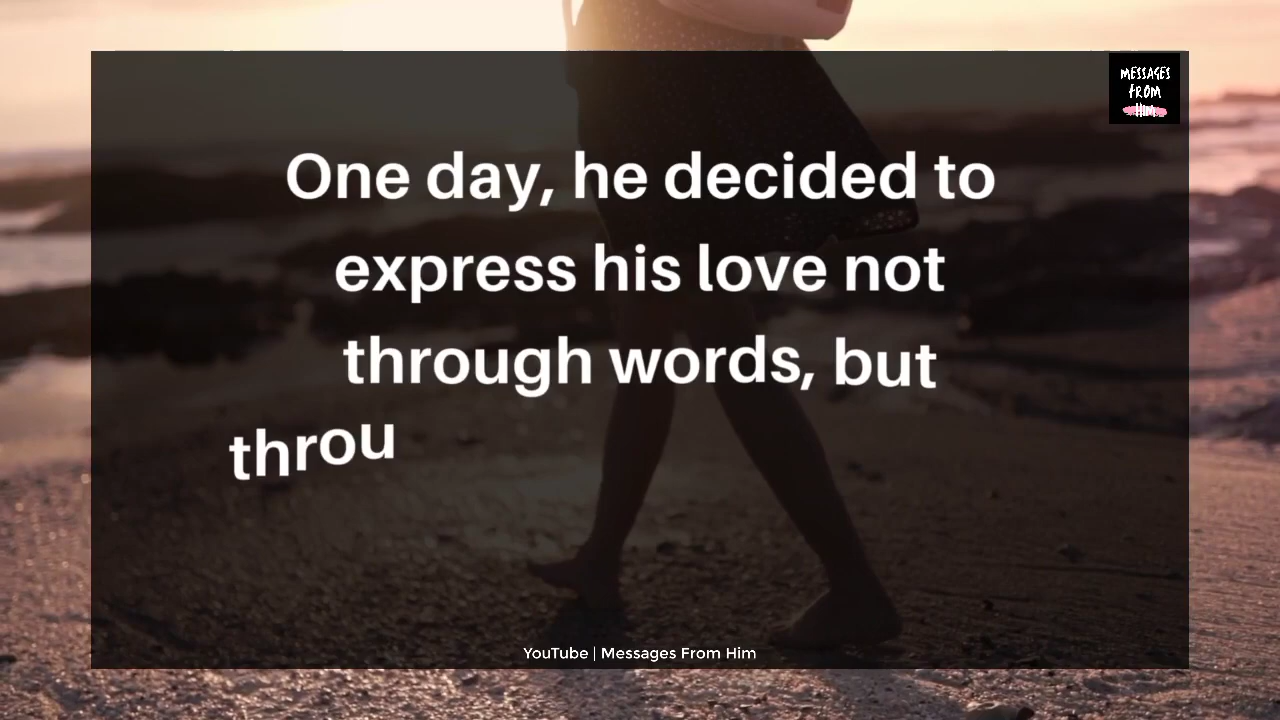 MESSAGES
FROM
HIM
One day, he decided to
express his love not
through words, but
throu
YouTube | Messages From Him